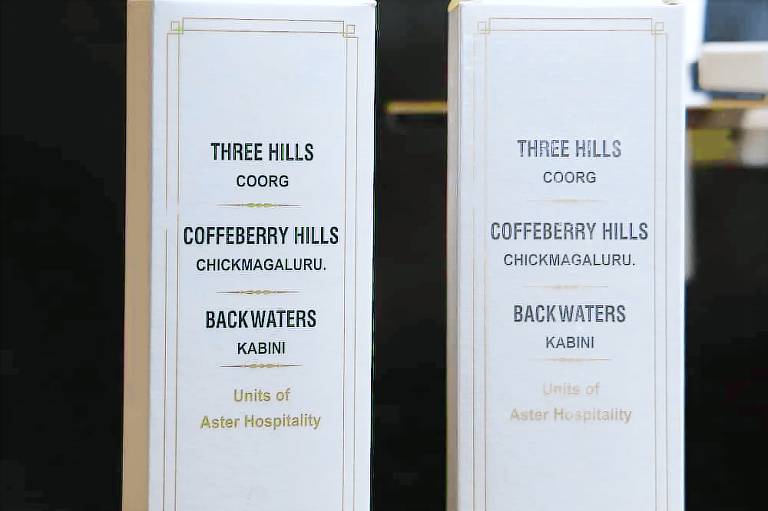 THREE HILLS
COORG
COFFEBERRY HILLS
CHICKMAGALURU.
BACKWATERS
KABINI
Units of
Aster Hospitality
THREE HILLS
COORG
COFFEBERRY HILLS
CHICKMAGALURU.
BACKWATERS
KABINI
Units of
Aster Hospitality